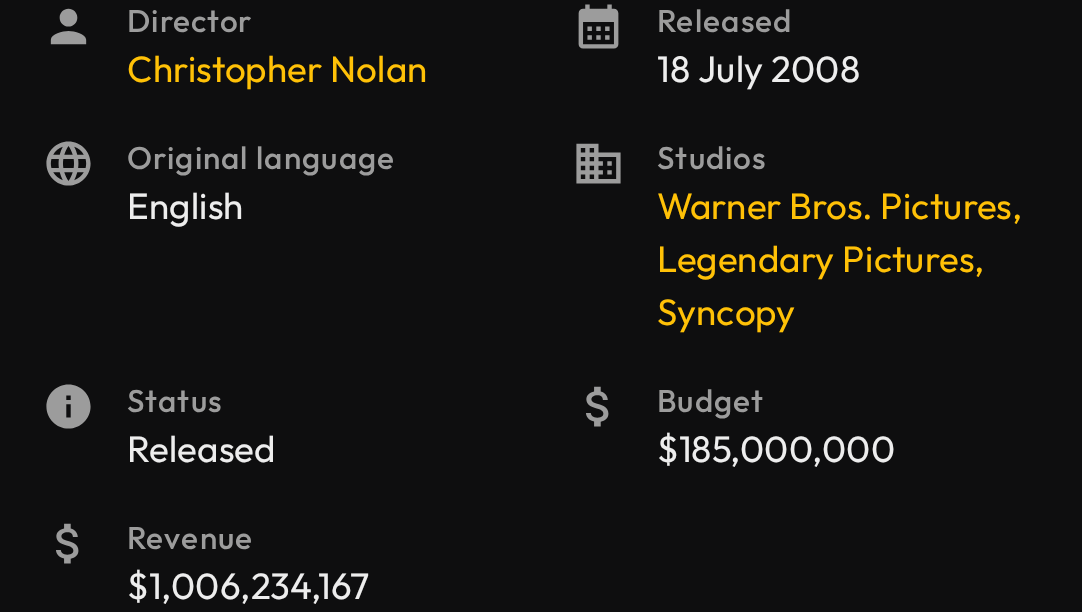 Director
Christopher Nolan
Released
18 July 2008
Original language
English
Studios
Warner Bros. Pictures,
Legendary Pictures,
Syncopy
Status
Released
Budget
$185,000,000
Revenue
$1,006,234,167